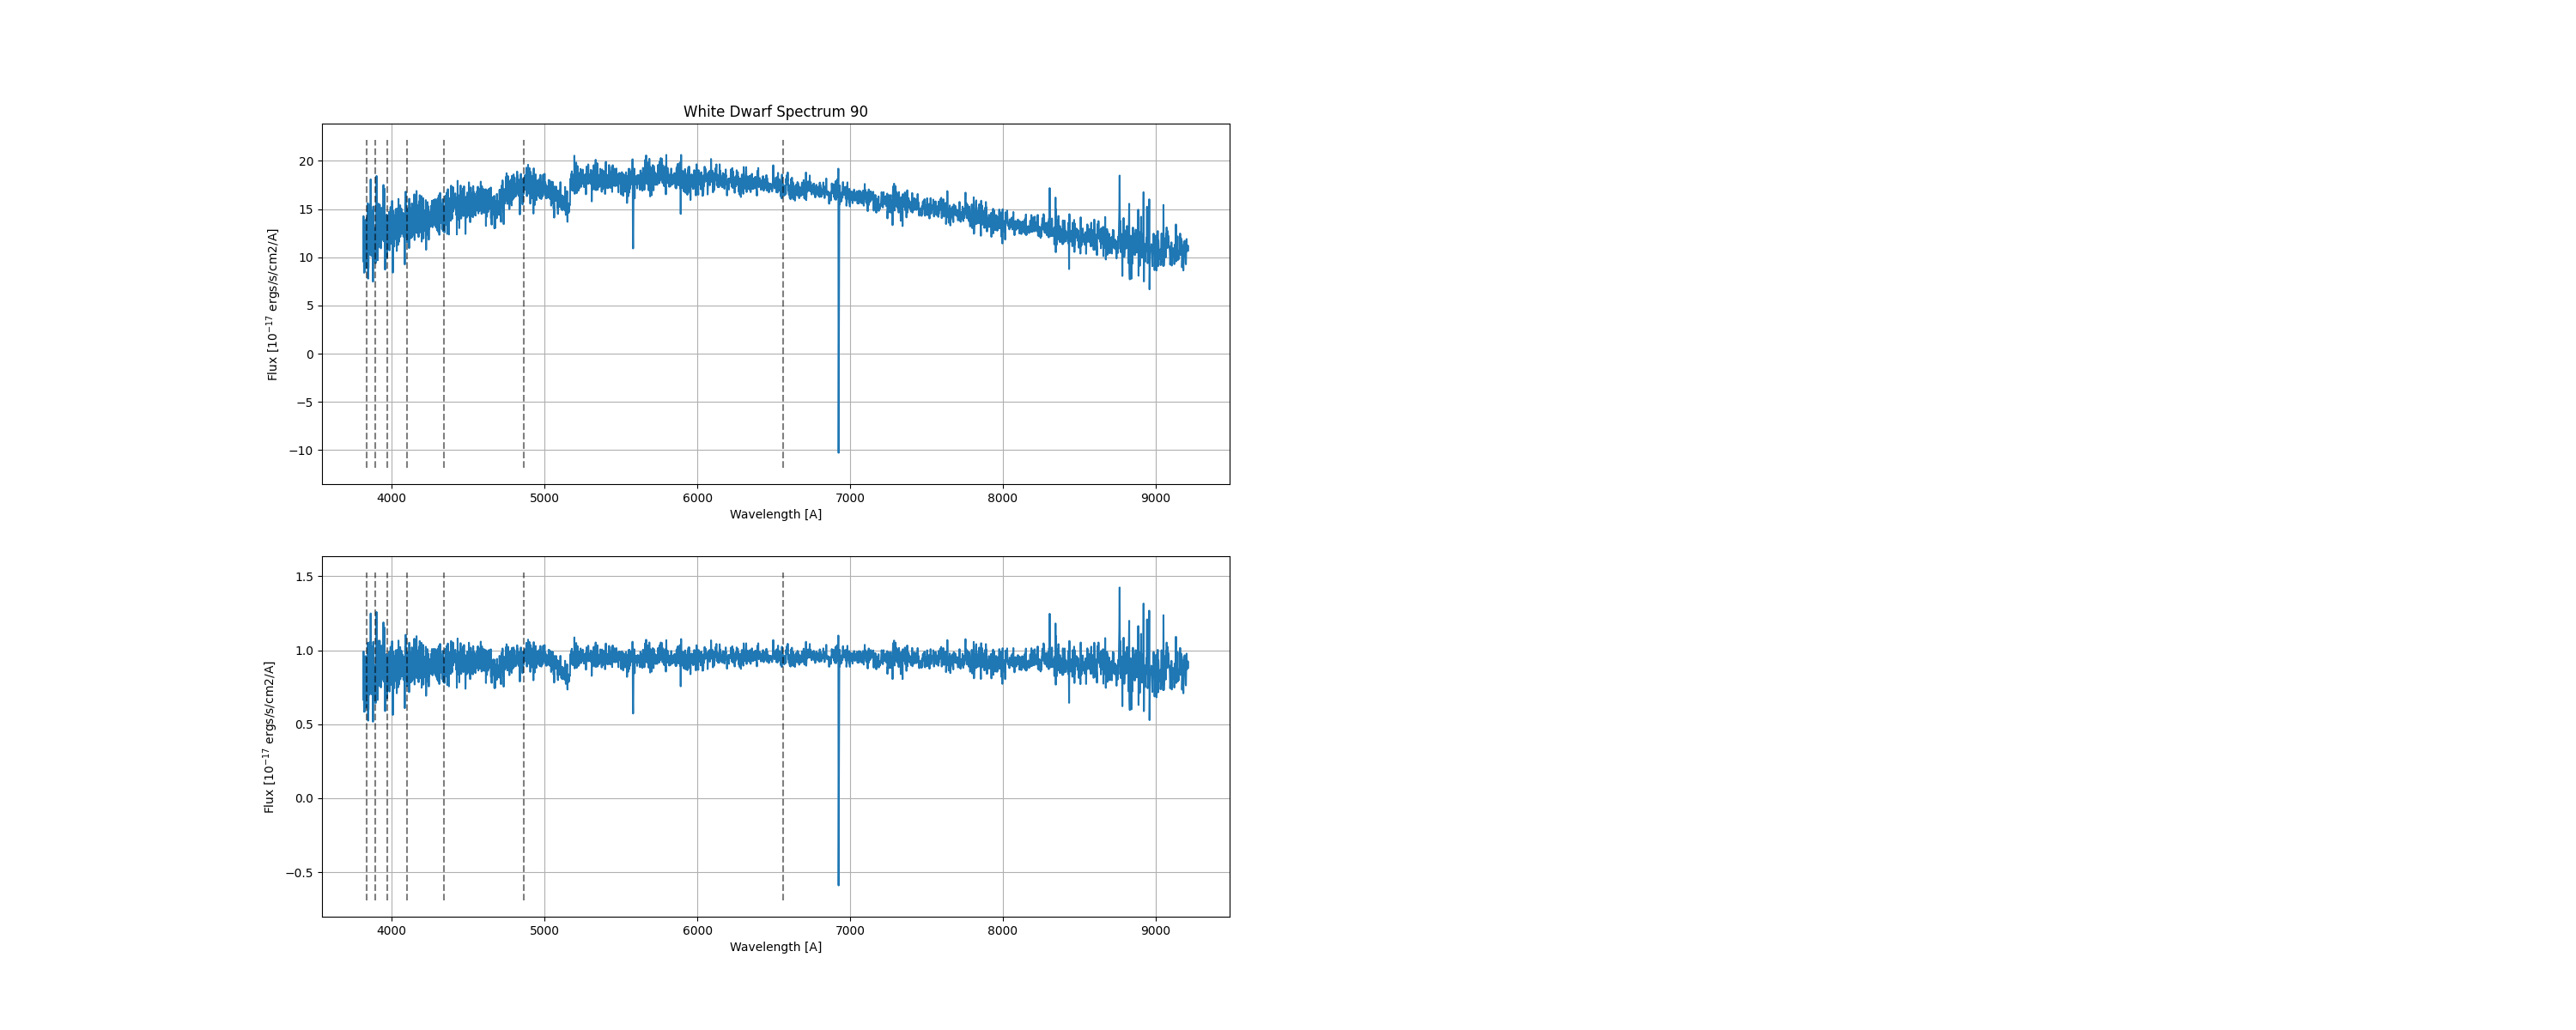 White Dwarf Spectrum 90
20
15
10
5
0
−5
−10
Flux [10⁻¹⁷ ergs/s/cm2/A]
4000 5000 6000 7000 8000 9000
Wavelength [A]
1.5
1.0
0.5
0.0
−0.5
Flux [10⁻¹⁷ ergs/s/cm2/A]
4000 5000 6000 7000 8000 9000
Wavelength [A]